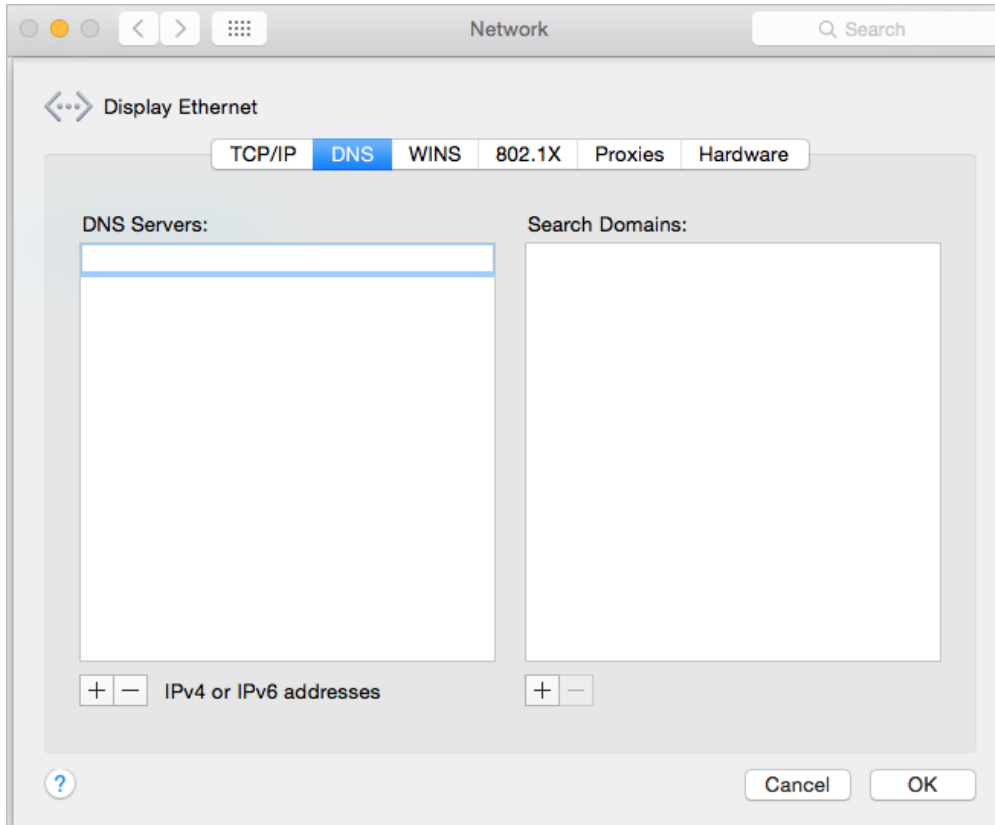 Network
Search
Display Ethernet
TCP/IP DNS WINS 802.1X Proxies Hardware
DNS Servers:
Search Domains:
+ − IPv4 or IPv6 addresses
+ −
? Cancel OK